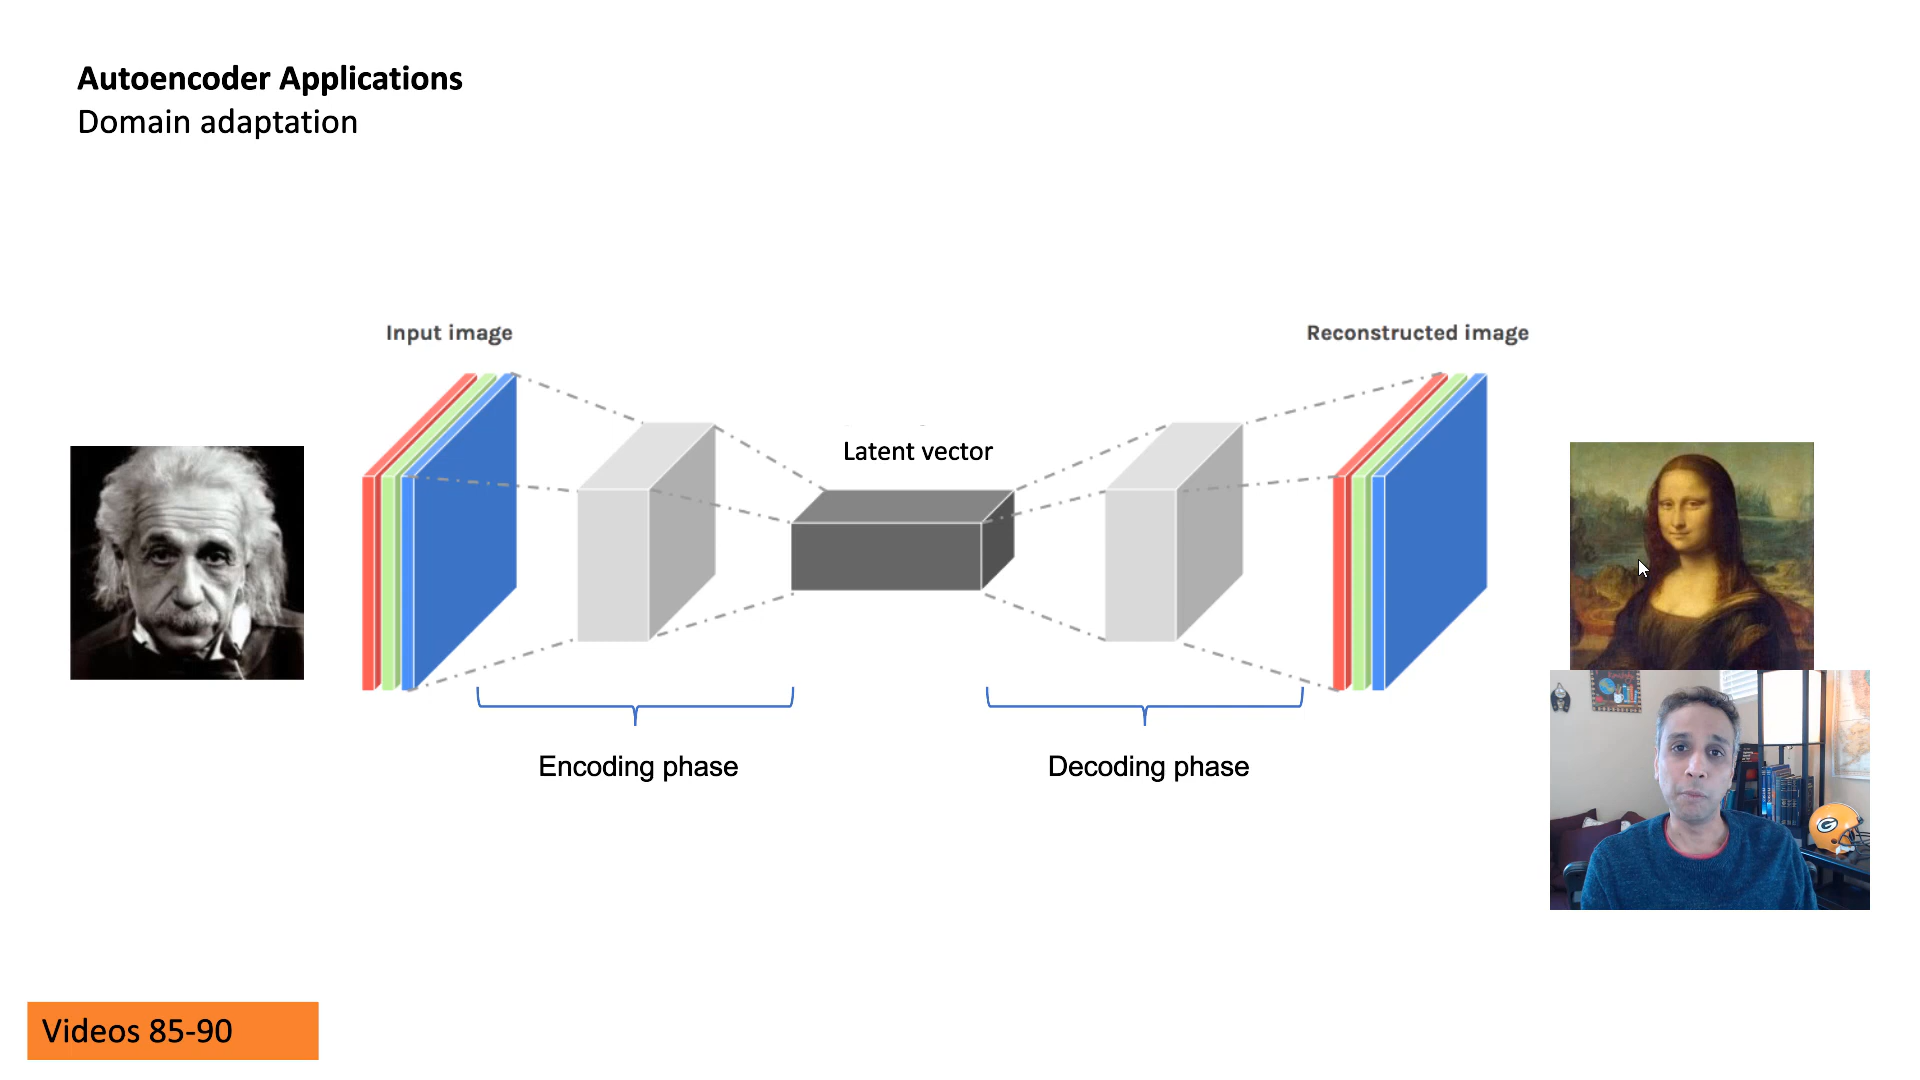 Autoencoder Applications
Domain adaptation
Input image
Reconstructed image
Latent vector
Encoding phase
Decoding phase
G
Videos 85-90